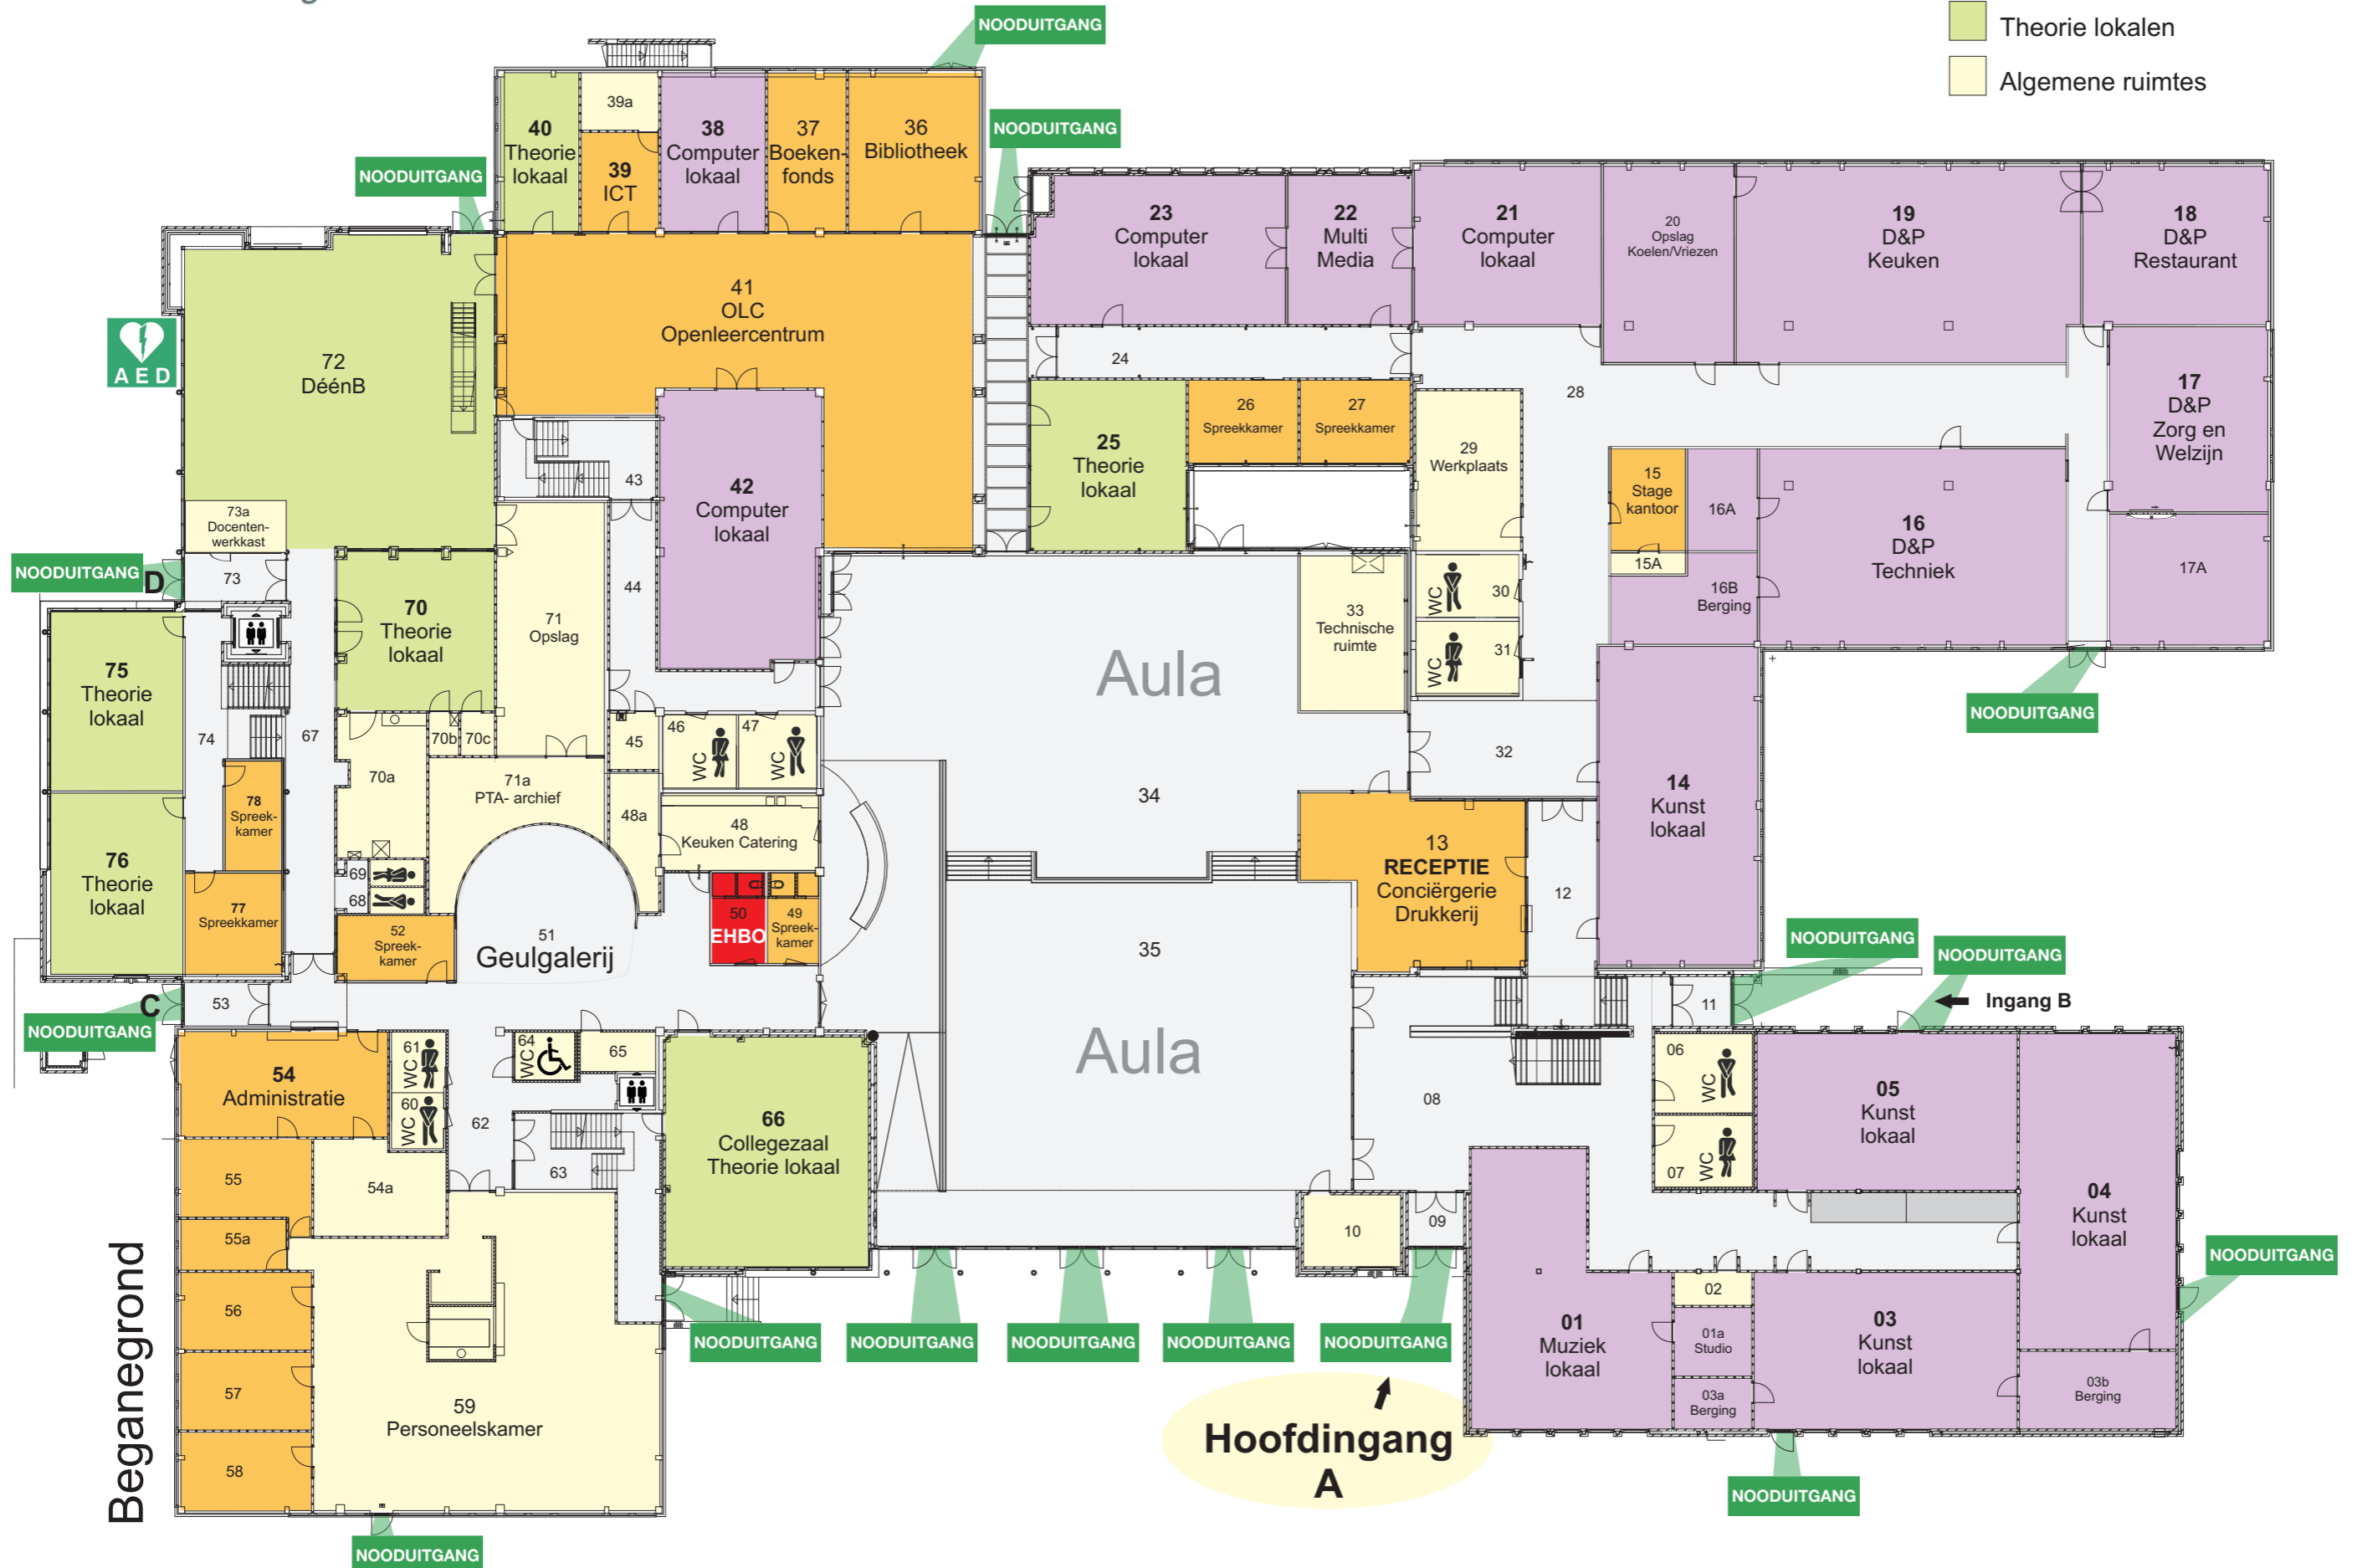 Theorie lokalen
Algemene ruimtes
NOODUITGANG
NOODUITGANG
NOODUITGANG
40
Theorie
lokaal
39a
39
ICT
38
Computer
lokaal
37
Boeken-
fonds
36
Bibliotheek
23
Computer
lokaal
22
Multi
Media
21
Computer
lokaal
20
Opslag
Koelen/Vriezen
19
D&P
Keuken
18
D&P
Restaurant
AED
72
DéénB
41
OLC
Openleercentrum
24
28
17
D&P
Zorg en
Welzijn
25
Theorie
lokaal
26
Spreekkamer
27
Spreekkamer
29
Werkplaats
43
42
Computer
lokaal
15
Stage
kantoor
15A
16A
16
D&P
Techniek
16B
Berging
17A
73a
Docenten-
werkkast
NOODUITGANG
D
73
70
Theorie
lokaal
71
Opslag
44
Aula
33
Technische
ruimte
WC
30
WC
31
NOODUITGANG
75
Theorie
lokaal
74
67
70a
70b
70c
71a
PTA- archief
45
46
WC
47
WC
48a
48
Keuken Catering
34
32
14
Kunst
lokaal
13
RECEPTIE
Conciërgerie
Drukkerij
12
78
Spreek-
kamer
76
Theorie
lokaal
77
Spreekkamer
69
68
52
Spreek-
kamer
51
Geulgalerij
50
EHBO
49
Spreek-
kamer
35
Aula
NOODUITGANG
NOODUITGANG
Ingang B
11
C
53
NOODUITGANG
54
Administratie
61
WC
60
WC
62
64
WC
65
63
66
Collegezaal
Theorie lokaal
08
06
WC
07
WC
05
Kunst
lokaal
04
Kunst
lokaal
55
54a
55a
56
57
58
59
Personeelskamer
10
09
01
Muziek
lokaal
02
01a
Studio
03a
Berging
03
Kunst
lokaal
03b
Berging
NOODUITGANG
NOODUITGANG
NOODUITGANG
NOODUITGANG
NOODUITGANG
NOODUITGANG
Hoofdingang
A
NOODUITGANG
NOODUITGANG
Beganegrond